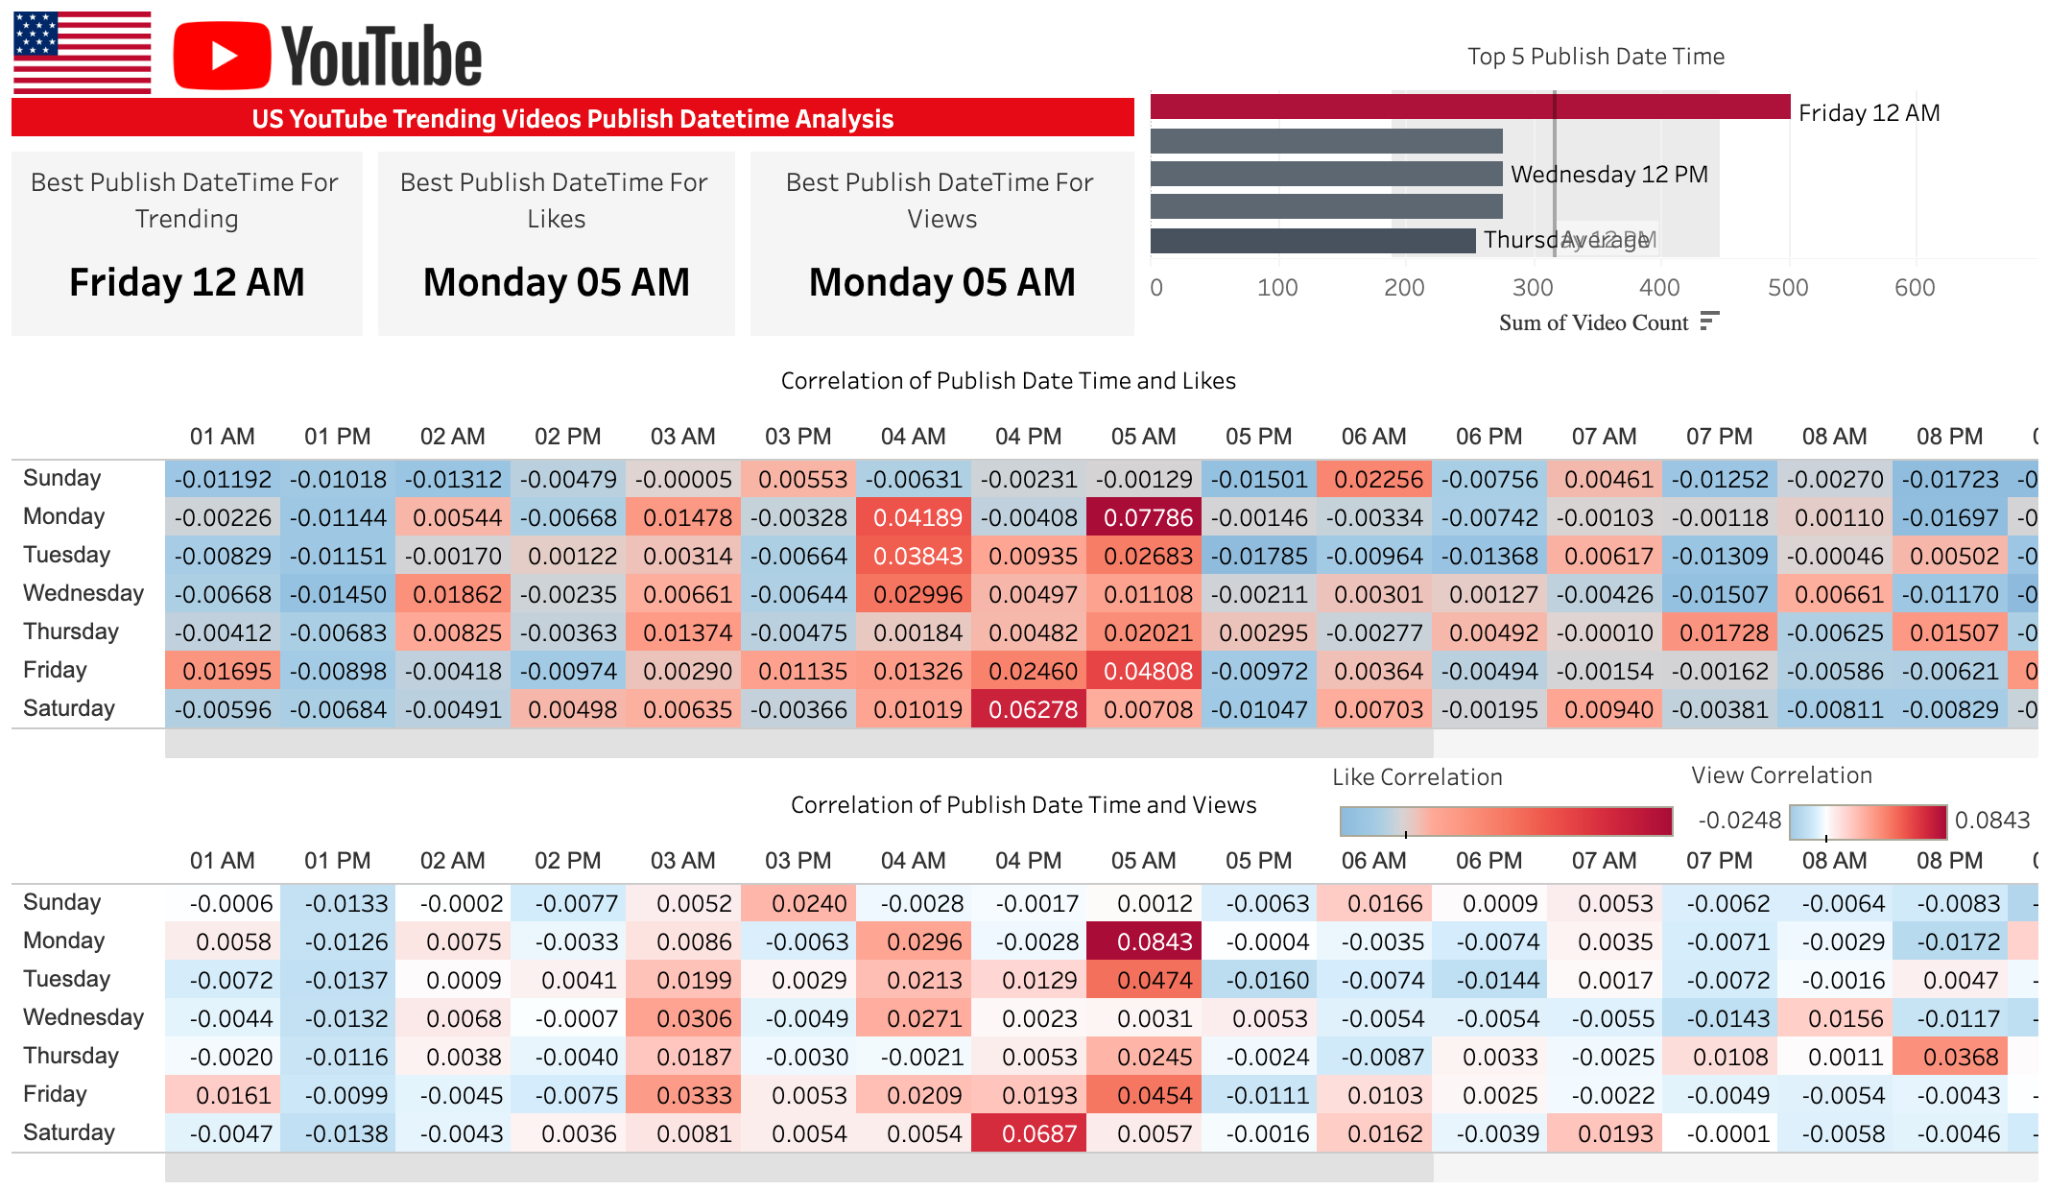 YouTube
US YouTube Trending Videos Publish Datetime Analysis
Best Publish DateTime For
Trending
Friday 12 AM
Best Publish DateTime For
Likes
Monday 05 AM
Best Publish DateTime For
Views
Monday 05 AM
Top 5 Publish Date Time
Friday 12 AM
Wednesday 12 PM
Thursday 12 PM
Average
0 100 200 300 400 500 600
Sum of Video Count
Correlation of Publish Date Time and Likes
01 AM 01 PM 02 AM 02 PM 03 AM 03 PM 04 AM 04 PM 05 AM 05 PM 06 AM 06 PM 07 AM 07 PM 08 AM 08 PM
Sunday -0.01192 -0.01018 -0.01312 -0.00479 -0.00005 0.00553 -0.00631 -0.00231 -0.00129 -0.01501 0.02256 -0.00756 0.00461 -0.01252 -0.00270 -0.01723 -0
Monday -0.00226 -0.01144 0.00544 -0.00668 0.01478 -0.00328 0.04189 -0.00408 0.07786 -0.00146 -0.00334 -0.00742 -0.00103 -0.00118 0.00110 -0.01697 -0
Tuesday -0.00829 -0.01151 -0.00170 0.00122 0.00314 -0.00664 0.03843 0.00935 0.02683 -0.01785 -0.00964 -0.01368 0.00617 -0.01309 -0.00046 0.00502 -0
Wednesday -0.00668 -0.01450 0.01862 -0.00235 0.00661 -0.00644 0.02996 0.00497 0.01108 -0.00211 0.00301 0.00127 -0.00426 -0.01507 0.00661 -0.01170 -0
Thursday -0.00412 -0.00683 0.00825 -0.00363 0.01374 -0.00475 0.00184 0.00482 0.02021 0.00295 -0.00277 0.00492 -0.00010 0.01728 -0.00625 0.01507 -0
Friday 0.01695 -0.00898 -0.00418 -0.00974 0.00290 0.01135 0.01326 0.02460 0.04808 -0.00972 0.00364 -0.00494 -0.00154 -0.00162 -0.00586 -0.00621 0
Saturday -0.00596 -0.00684 -0.00491 0.00498 0.00635 -0.00366 0.01019 0.06278 0.00708 -0.01047 0.00703 -0.00195 0.00940 -0.00381 -0.00811 -0.00829 -0
Like Correlation
View Correlation
-0.0248 0.0843
Correlation of Publish Date Time and Views
01 AM 01 PM 02 AM 02 PM 03 AM 03 PM 04 AM 04 PM 05 AM 05 PM 06 AM 06 PM 07 AM 07 PM 08 AM 08 PM
Sunday -0.0006 -0.0133 -0.0002 -0.0077 0.0052 0.0240 -0.0028 -0.0017 0.0012 -0.0063 0.0166 0.0009 0.0053 -0.0062 -0.0064 -0.0083 -
Monday 0.0058 -0.0126 0.0075 -0.0033 0.0086 -0.0063 0.0296 -0.0028 0.0843 -0.0004 -0.0035 -0.0074 0.0035 -0.0071 -0.0029 -0.0172
Tuesday -0.0072 -0.0137 0.0009 0.0041 0.0199 0.0029 0.0213 0.0129 0.0474 -0.0160 -0.0074 -0.0144 0.0017 -0.0072 -0.0016 0.0047 -
Wednesday -0.0044 -0.0132 0.0068 -0.0007 0.0306 -0.0049 0.0271 0.0023 0.0031 0.0053 -0.0054 -0.0054 -0.0055 -0.0143 0.0156 -0.0117 -
Thursday -0.0020 -0.0116 0.0038 -0.0040 0.0187 -0.0030 -0.0021 0.0053 0.0245 -0.0024 -0.0087 0.0033 -0.0025 0.0108 0.0011 0.0368
Friday 0.0161 -0.0099 -0.0045 -0.0075 0.0333 0.0053 0.0209 0.0193 0.0454 -0.0111 0.0103 0.0025 -0.0022 -0.0049 -0.0054 -0.0043 -
Saturday -0.0047 -0.0138 -0.0043 0.0036 0.0081 0.0054 0.0054 0.0687 0.0057 -0.0016 0.0162 -0.0039 0.0193 -0.0001 -0.0058 -0.0046 -